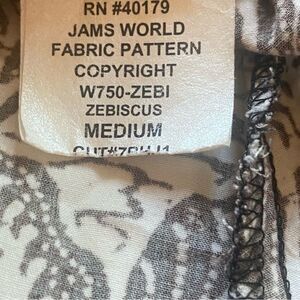 RN #40179
JAMS WORLD
FABRIC PATTERN
COPYRIGHT
W750-ZEBI
ZEBISCUS
MEDIUM